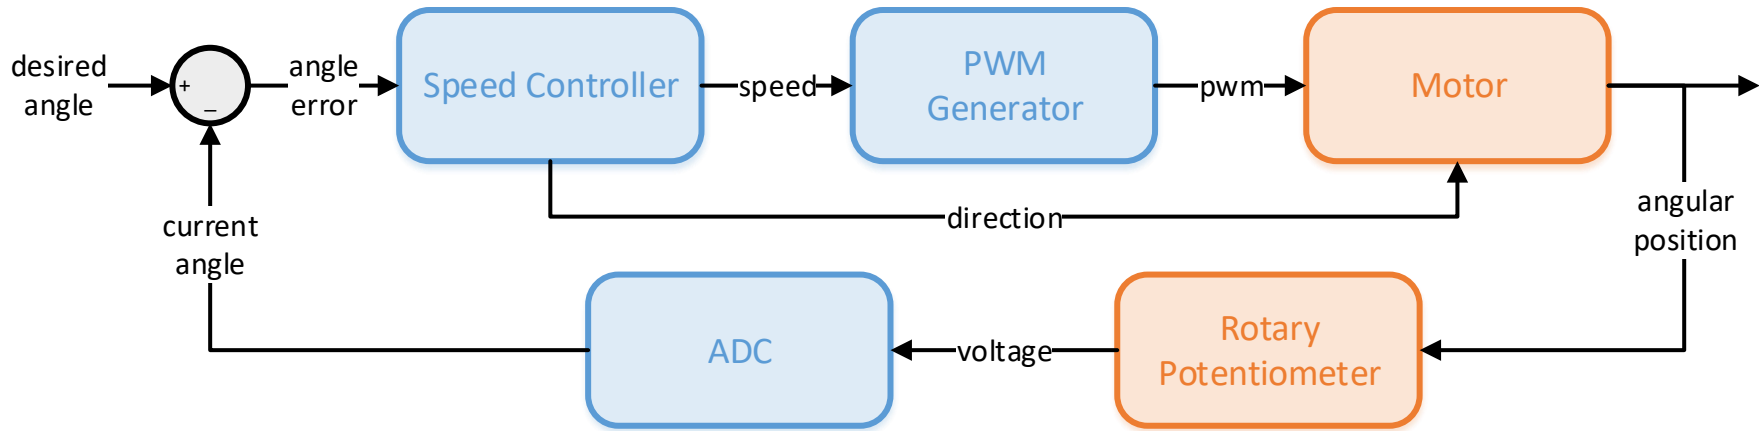 desired
angle
+
−
angle
error
Speed Controller
speed
PWM
Generator
pwm
Motor
direction
angular
position
current
angle
ADC
voltage
Rotary
Potentiometer